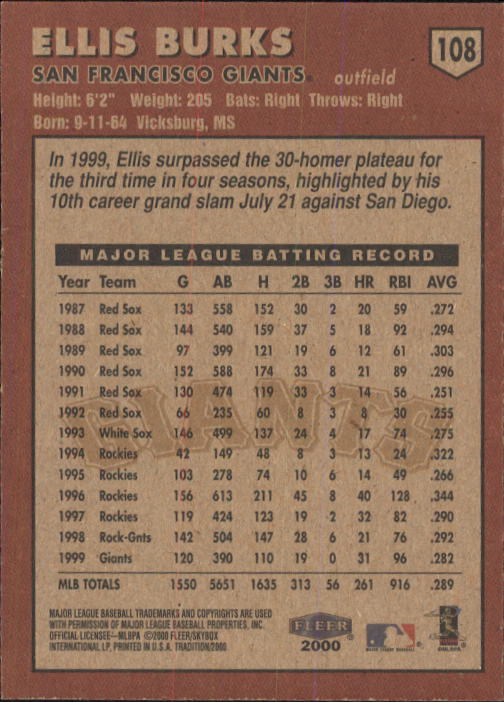 ELLIS BURKS
108
SAN FRANCISCO GIANTS® outfield
Height: 6'2" Weight: 205 Bats: Right Throws: Right
Born: 9-11-64 Vicksburg, MS
In 1999, Ellis surpassed the 30-homer plateau for
the third time in four seasons, highlighted by his
10th career grand slam July 21 against San Diego.
MAJOR LEAGUE BATTING RECORD
Year Team G AB H 2B 3B HR RBI AVG
1987 Red Sox 133 558 152 30 2 20 59 .272
1988 Red Sox 144 540 159 37 5 18 92 .294
1989 Red Sox 97 399 121 19 6 12 61 .303
1990 Red Sox 152 588 174 33 8 21 89 .296
1991 Red Sox 130 474 119 33 3 14 56 .251
1992 Red Sox 66 235 60 8 3 8 30 .255
1993 White Sox 146 499 137 24 4 17 74 .275
1994 Rockies 42 149 48 8 3 13 24 .322
1995 Rockies 103 278 74 10 6 14 49 .266
1996 Rockies 156 613 211 45 8 40 128 .344
1997 Rockies 119 424 123 19 2 32 82 .290
1998 Rock-Gnts 142 504 147 28 6 21 76 .292
1999 Giants 120 390 110 19 0 31 96 .282
MLB TOTALS 1550 5651 1635 313 56 261 916 .289
GIANTS
MAJOR LEAGUE BASEBALL TRADEMARKS AND COPYRIGHTS ARE USED
WITH PERMISSION OF MAJOR LEAGUE BASEBALL PROPERTIES, INC.
OFFICIAL LICENSEE—MLBPA ©2000 FLEER/SKYBOX
INTERNATIONAL LP, PRINTED IN U.S.A. TRADITION/2000
FLEER
2000
MAJOR LEAGUE BASEBALL